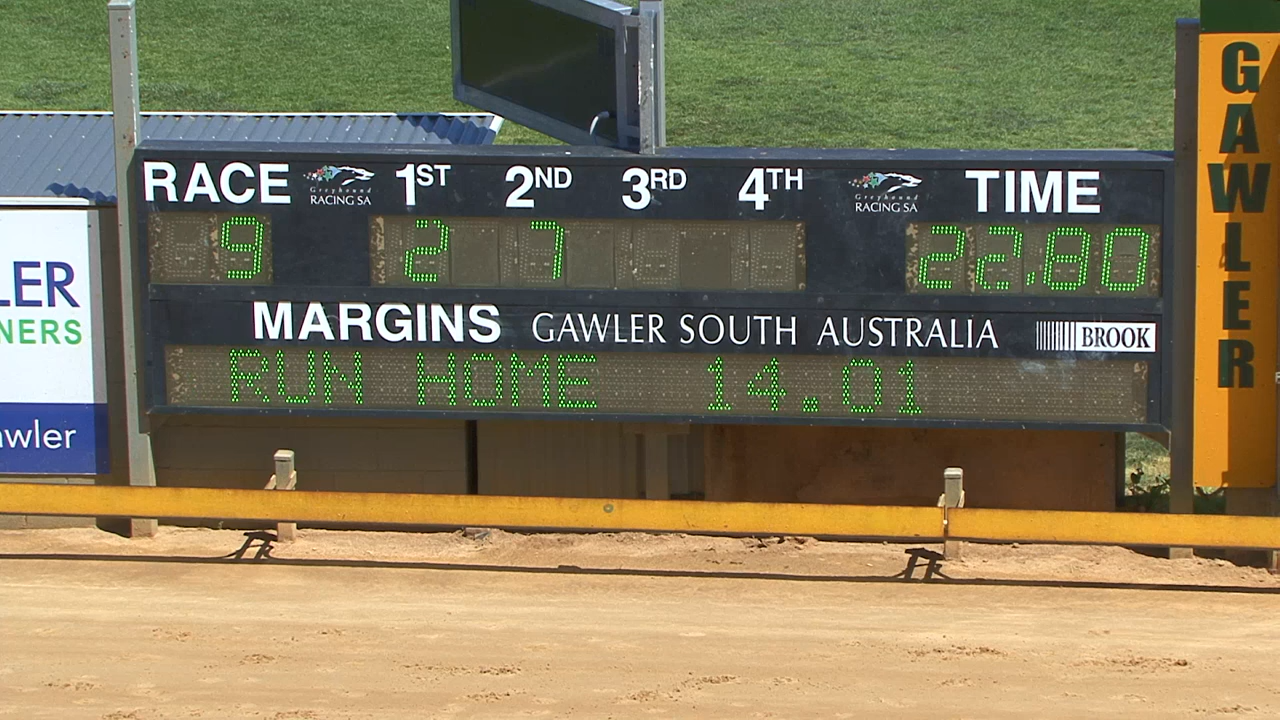 RACE 1ST 2ND 3RD 4TH TIME
Greyhound RACING SA
Greyhound RACING SA
9 2 7 22.80
MARGINS GAWLER SOUTH AUSTRALIA BROOK
RUN HOME 14.01
GAWLER
LER
NERS
awler